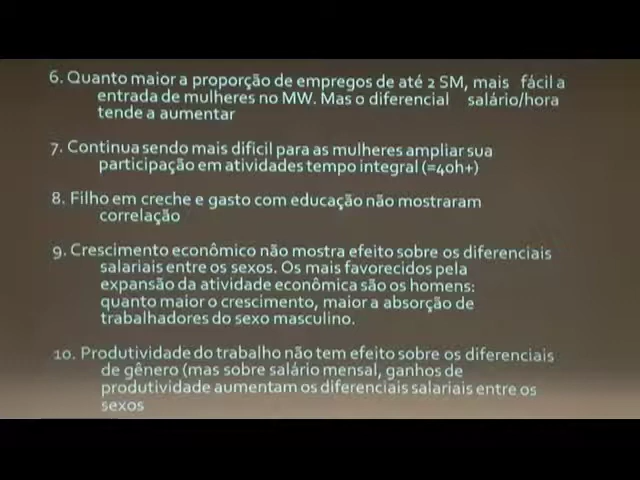 6. Quanto maior a proporção de empregos de até 2 SM, mais fácil a
entrada de mulheres no MW. Mas o diferencial salário/hora
tende a aumentar
7. Continua sendo mais difícil para as mulheres ampliar sua
participação em atividades tempo integral (=40h+)
8. Filho em creche e gasto com educação não mostraram
correlação
9. Crescimento econômico não mostra efeito sobre os diferenciais
salariais entre os sexos. Os mais favorecidos pela
expansão da atividade econômica são os homens:
quanto maior o crescimento, maior a absorção de
trabalhadores do sexo masculino.
10. Produtividade do trabalho não tem efeito sobre os diferenciais
de gênero (mas sobre salário mensal, ganhos de
produtividade aumentam os diferenciais salariais entre os
sexos